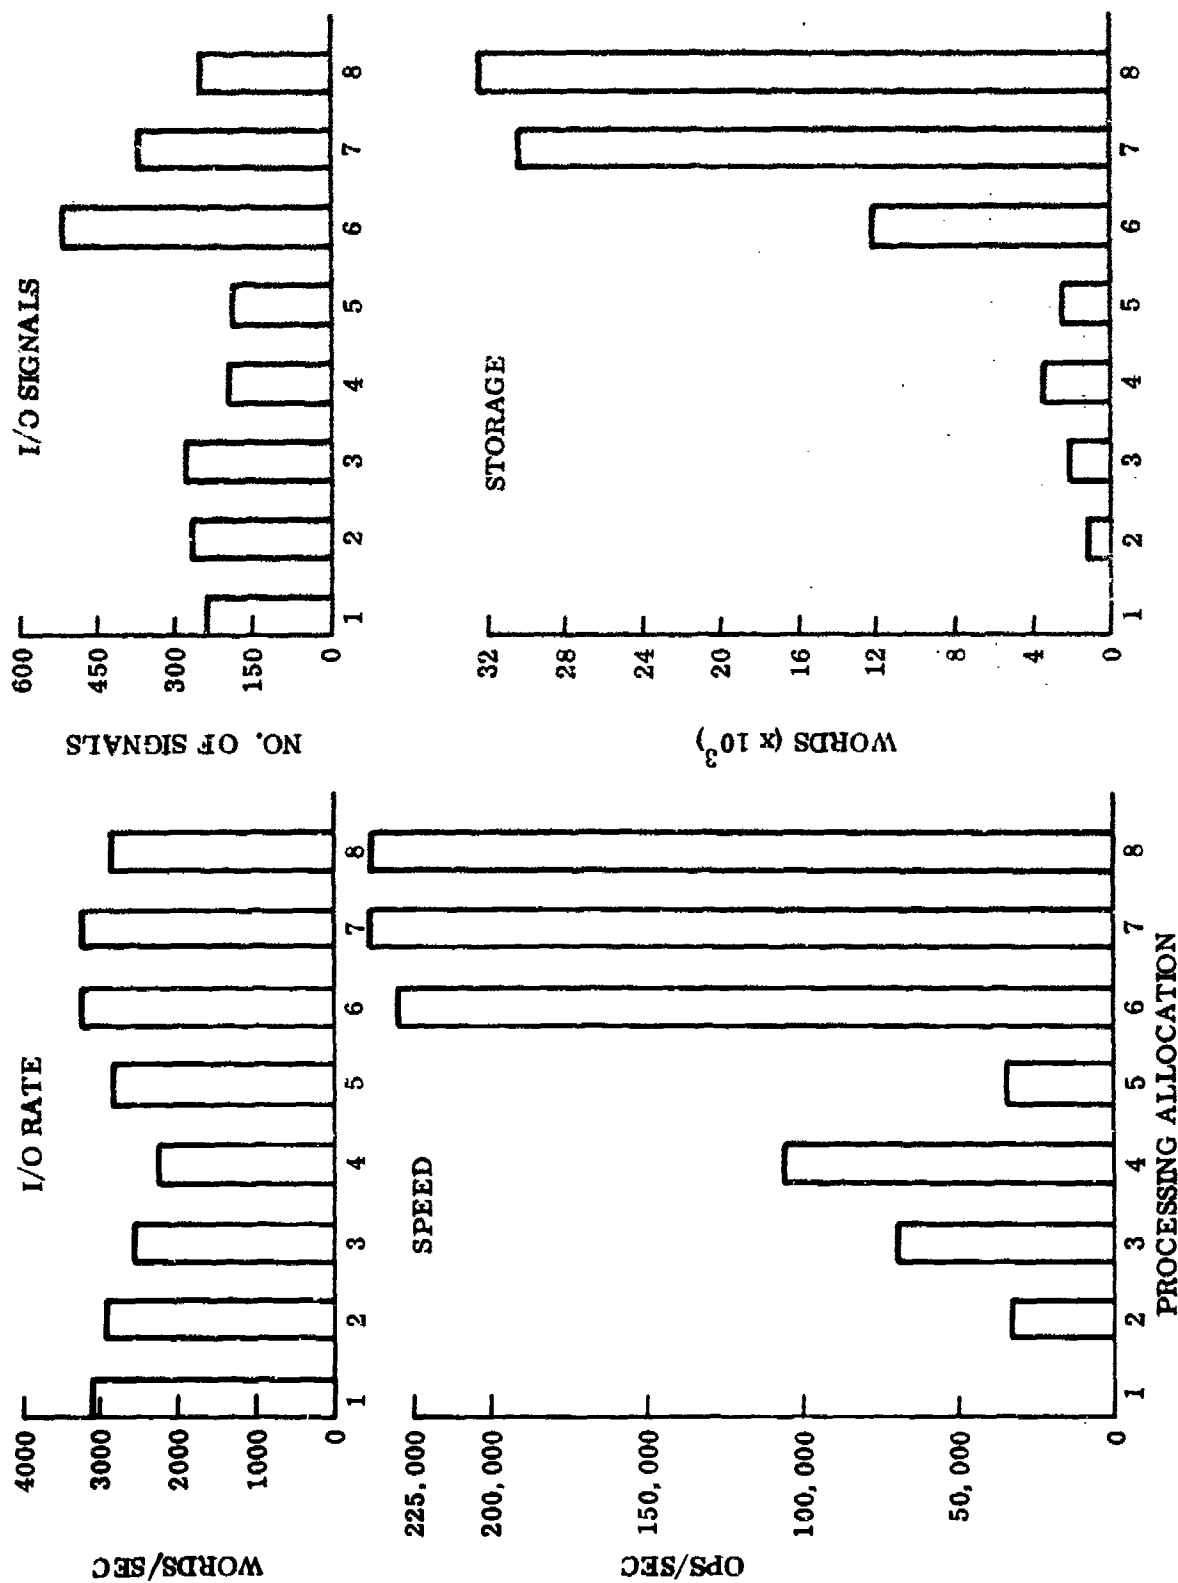 I/O RATE
WORDS/SEC
4000
3000
2000
1000
0
1 2 3 4 5 6 7 8
I/O SIGNALS
NO. OF SIGNALS
600
450
300
150
0
1 2 3 4 5 6 7 8
SPEED
OPS/SEC
225,000
200,000
150,000
100,000
50,000
0
1 2 3 4 5 6 7 8
STORAGE
WORDS (x 10³)
32
28
24
20
16
12
8
4
0
1 2 3 4 5 6 7 8
PROCESSING ALLOCATION